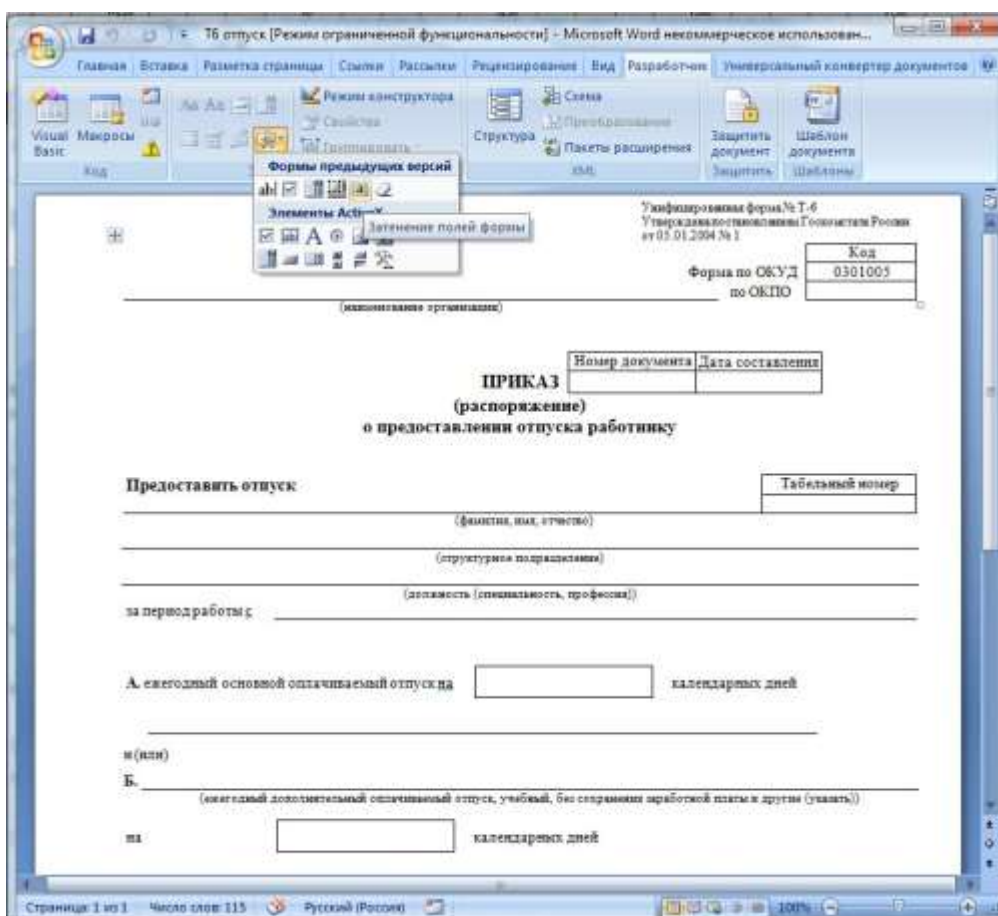 Т6 отпуск [Режим ограниченной функциональности] - Microsoft Word некоммерческое использован...
Главная Вставка Разметка страницы Ссылки Рассылки Рецензирование Вид Разработчик Универсальный конвертер документов
Visual Basic
Макросы
Код
Режим конструктора
Свойства
Группировать
Структура
Схема
Преобразование
Пакеты расширения
XML
Защитить документ
Защитить
Шаблон документа
Шаблоны
Формы предыдущих версий
Элементы ActiveX
Затенение полей формы
Унифицированная форма № Т-6
Утверждена постановлением Госкомстата России
от 05.01.2004 № 1
Код
Форма по ОКУД 0301005
по ОКПО
(наименование организации)
Номер документа Дата составления
ПРИКАЗ
(распоряжение)
о предоставлении отпуска работнику
Предоставить отпуск
Табельный номер
(фамилия, имя, отчество)
(структурное подразделение)
(должность (специальность, профессия))
за период работы с
А. ежегодный основной оплачиваемый отпуск на календарных дней
и (или)
Б.
(ежегодный дополнительный оплачиваемый отпуск, учебный, без сохранения заработной платы и другие (указать))
на календарных дней
Страница: 1 из 1 Число слов: 115 Русский (Россия) 100%